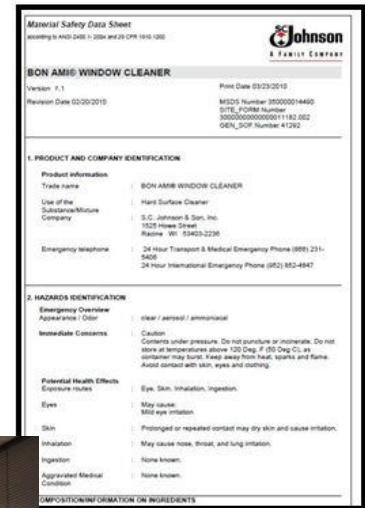 Material Safety Data Sheet
according to ANSI Z400.1- 2004 and 29 CFR 1910.1200
SC Johnson
A FAMILY COMPANY
BON AMI® WINDOW CLEANER
Version 1.1
Print Date 03/23/2010
Revision Date 02/20/2010
MSDS Number 350000014460
SITE_FORM Number
30000000000000011182.002
GEN_SOF Number 41292
1. PRODUCT AND COMPANY IDENTIFICATION
Product information
Trade name : BON AMI® WINDOW CLEANER
Use of the : Hard Surface Cleaner
Substance/Mixture
Company : S.C. Johnson & Son, Inc.
1525 Howe Street
Racine WI 53403-2236
Emergency telephone : 24 Hour Transport & Medical Emergency Phone (866) 231-
5406
24 Hour International Emergency Phone (952) 852-4647
2. HAZARDS IDENTIFICATION
Emergency Overview
Appearance / Odor : clear / aerosol / ammoniacal
Immediate Concerns : Caution
Contents under pressure. Do not puncture or incinerate. Do not
store at temperatures above 120 Deg. F (50 Deg C), as
container may burst. Keep away from heat, sparks and flame.
Avoid contact with skin, eyes and clothing.
Potential Health Effects
Exposure routes : Eye, Skin, Inhalation, Ingestion.
Eyes : May cause:
Mild eye irritation
Skin : Prolonged or repeated contact may dry skin and cause irritation.
Inhalation : May cause nose, throat, and lung irritation.
Ingestion : None known.
Aggravated Medical : None known.
Condition
OMPOSITION/INFORMATION ON INGREDIENTS